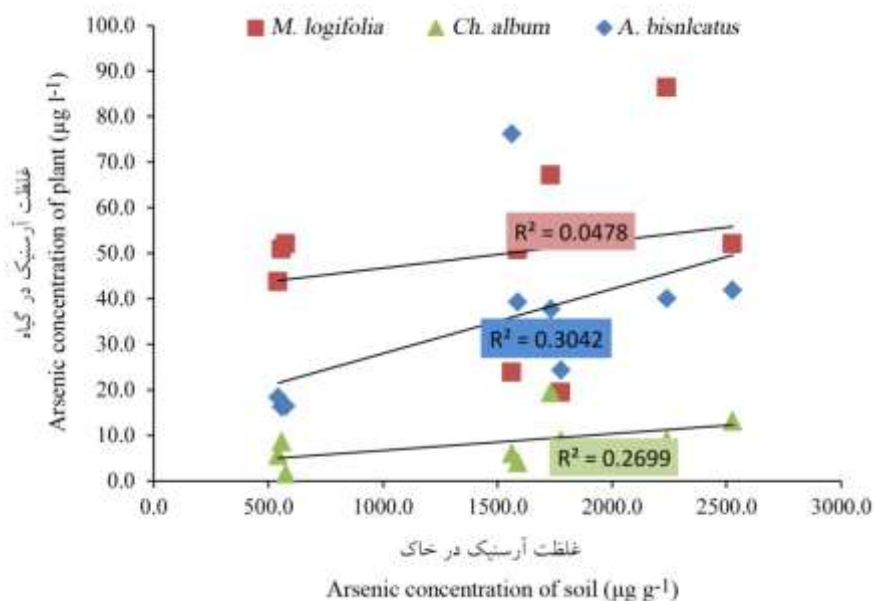 M. logifolia Ch. album A. bisnlcatus
100.0
90.0
80.0
70.0
60.0
50.0
40.0
30.0
20.0
10.0
0.0
غلظت آرسنیک در گیاه
Arsenic concentration of plant (µg l-1)
R² = 0.0478
R² = 0.3042
R² = 0.2699
0.0 500.0 1000.0 1500.0 2000.0 2500.0 3000.0
غلظت آرسنیک در خاک
Arsenic concentration of soil (µg g-1)